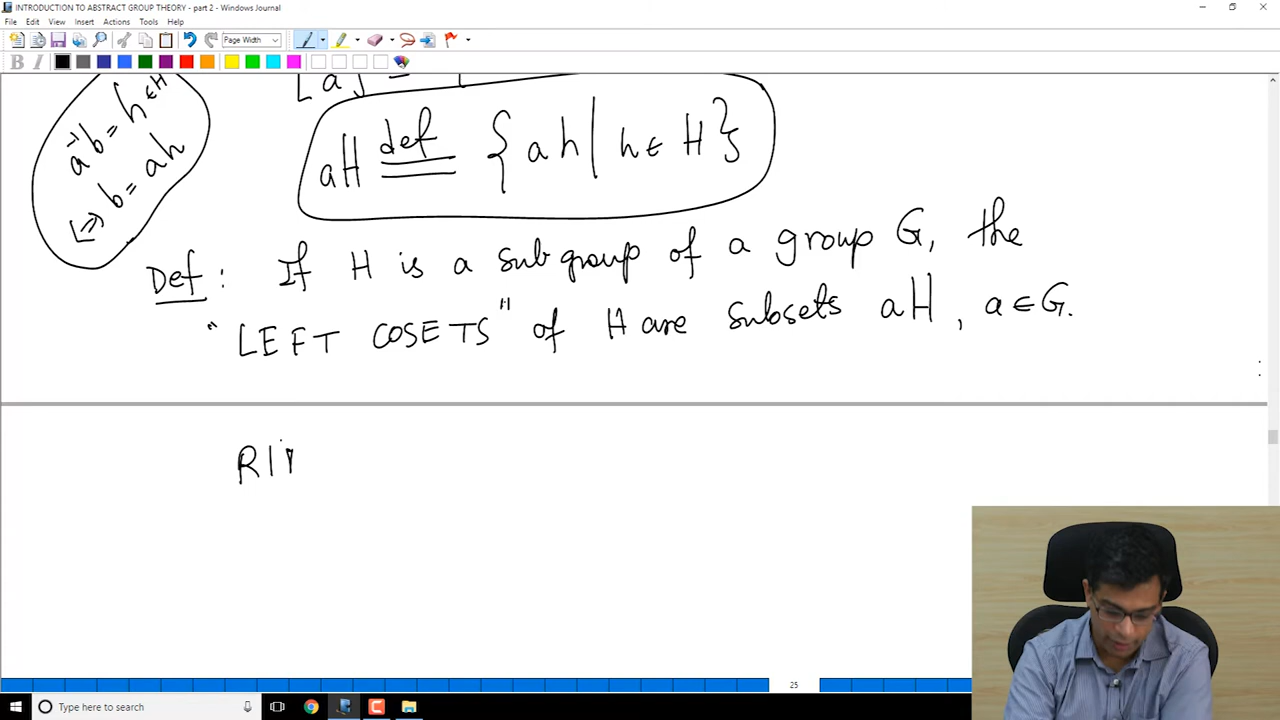 INTRODUCTION TO ABSTRACT GROUP THEORY - part 2 - Windows Journal
File Edit View Insert Actions Tools Help
Page Width
B I
[a] =
a⁻¹b = h ∈ H
⟺ b = ah
aH def { ah | h ∈ H }
Def : If H is a subgroup of a group G, the
"LEFT COSETS" of H are subsets aH, a ∈ G.
RI
25
Type here to search